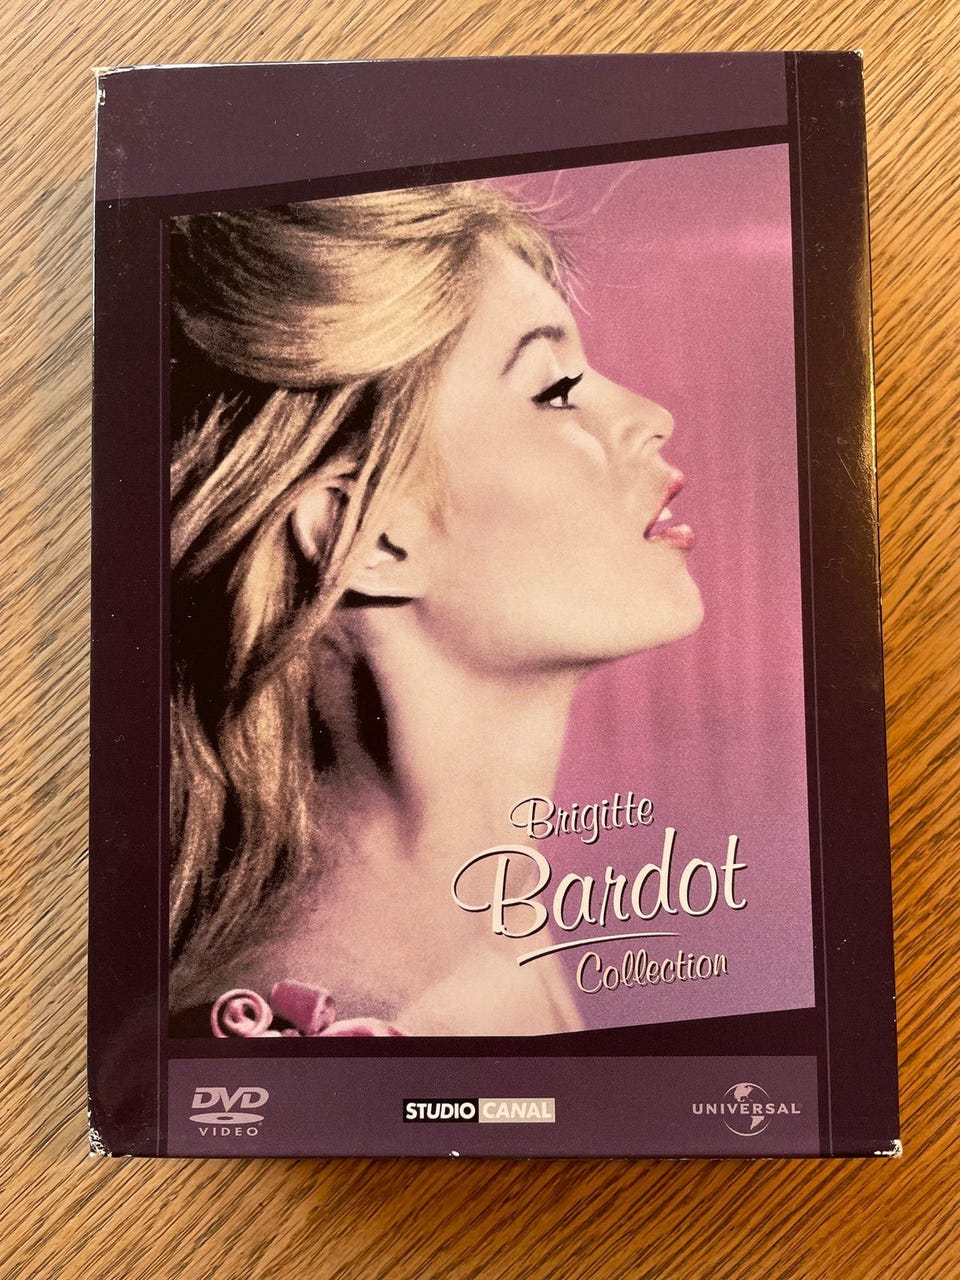 Brigitte
Bardot
Collection
DVD
VIDEO
STUDIO CANAL
UNIVERSAL